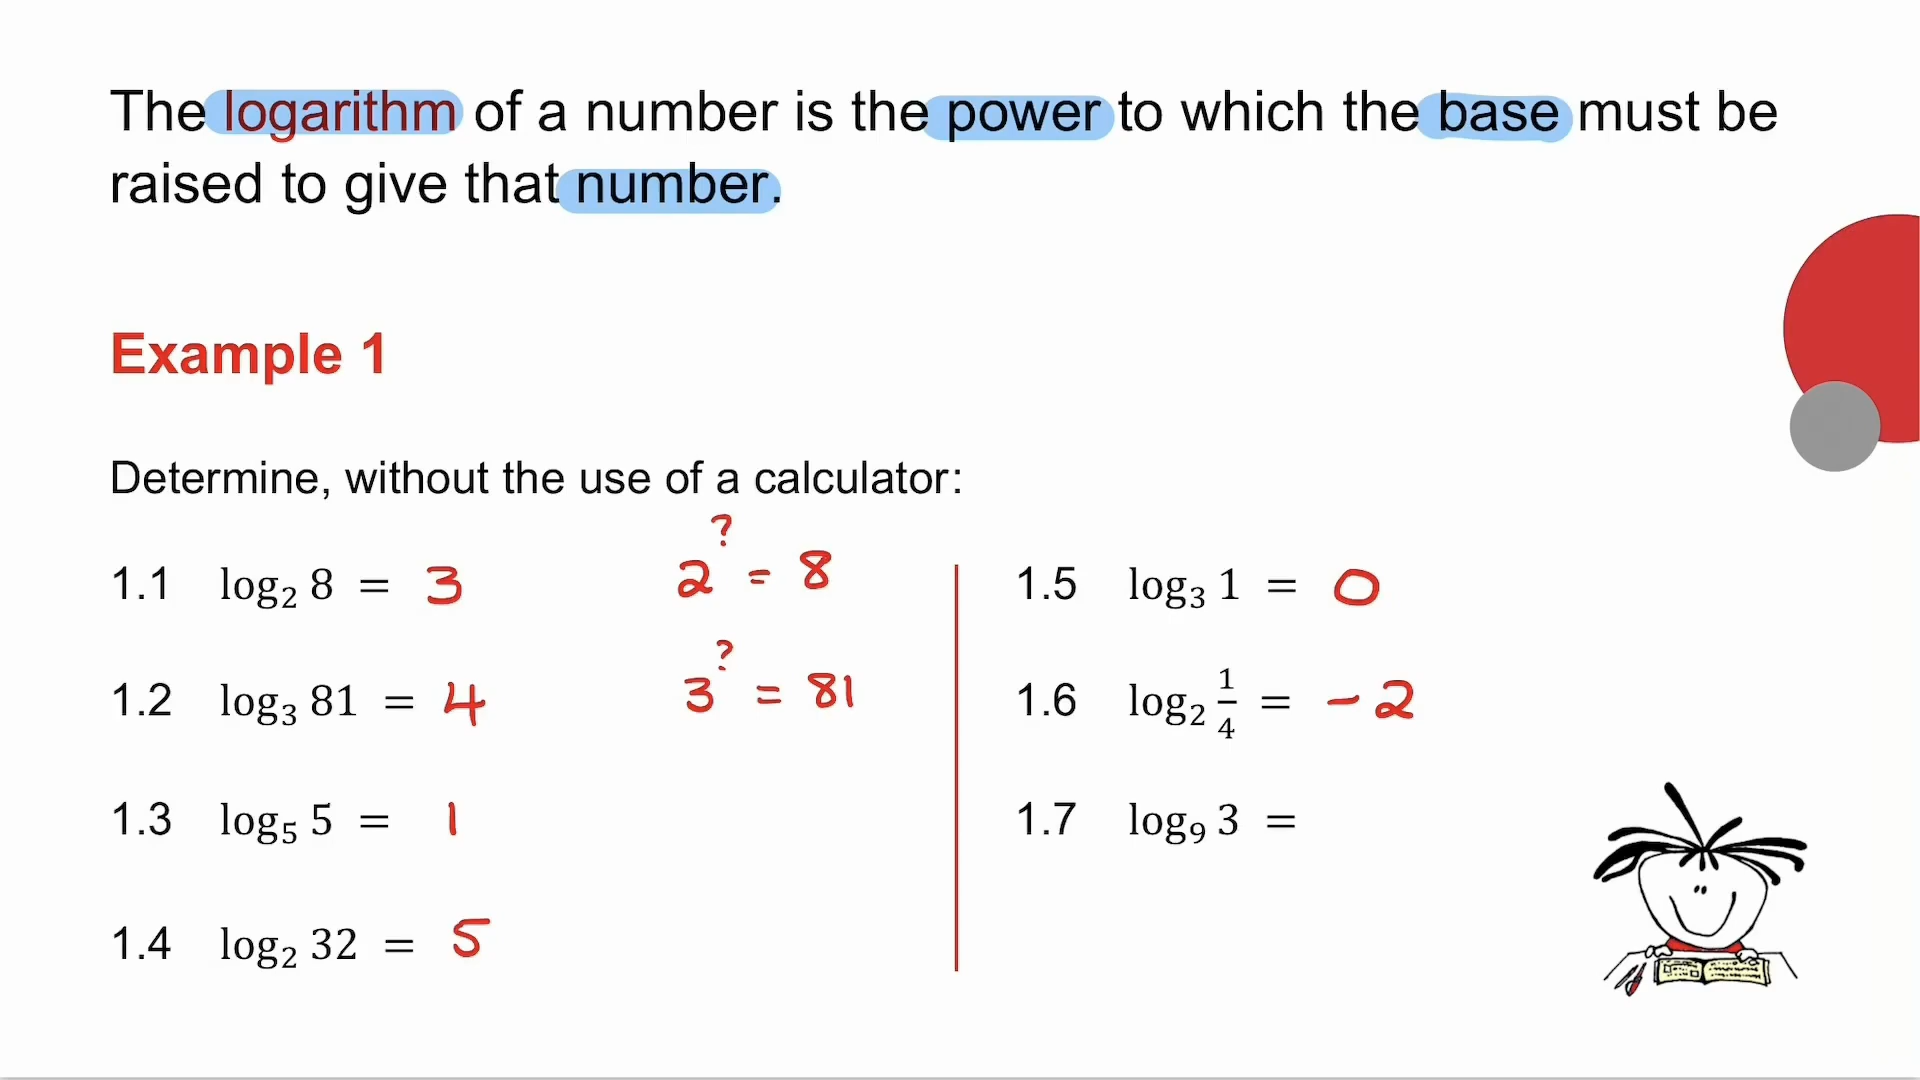 The logarithm of a number is the power to which the base must be
raised to give that number.
Example 1
Determine, without the use of a calculator:
1.1 log₂ 8 = 3 2^? = 8
1.2 log₃ 81 = 4 3^? = 81
1.3 log₅ 5 = 1
1.4 log₂ 32 = 5
1.5 log₃ 1 = 0
1.6 log₂ 1/4 = -2
1.7 log₉ 3 =